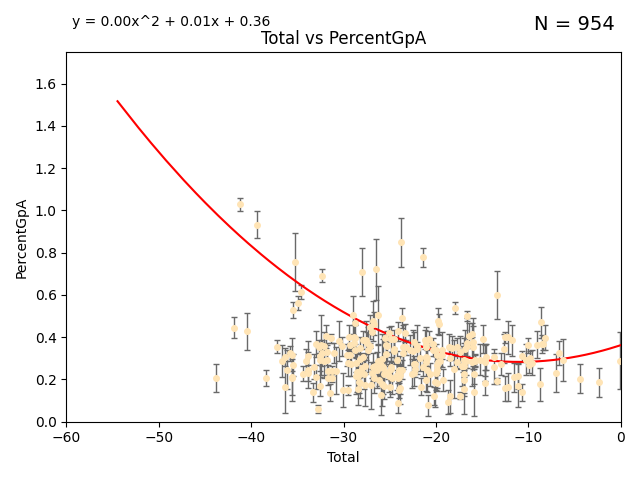 y = 0.00x^2 + 0.01x + 0.36
N = 954
Total vs PercentGpA
1.6
1.4
1.2
1.0
0.8
0.6
0.4
0.2
0.0
PercentGpA
−60 −50 −40 −30 −20 −10 0
Total